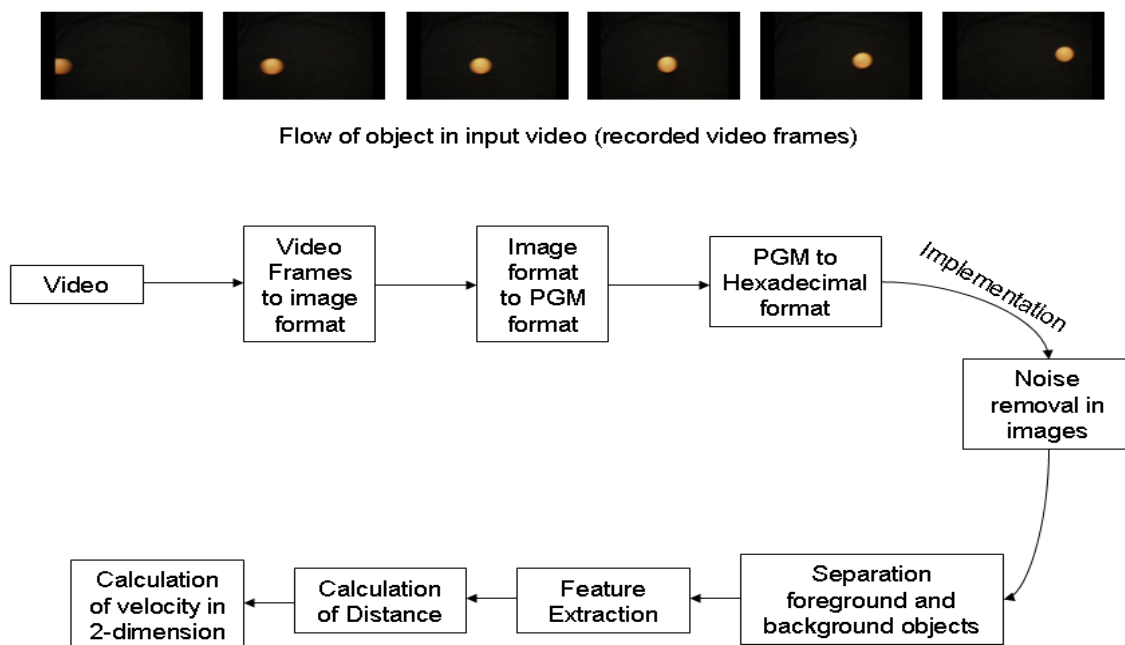 Flow of object in input video (recorded video frames)
Video
Video
Frames
to image
format
Image
format
to PGM
format
PGM to
Hexadecimal
format
Implementation
Noise
removal in
images
Separation
foreground and
background objects
Feature
Extraction
Calculation
of Distance
Calculation
of velocity in
2-dimension